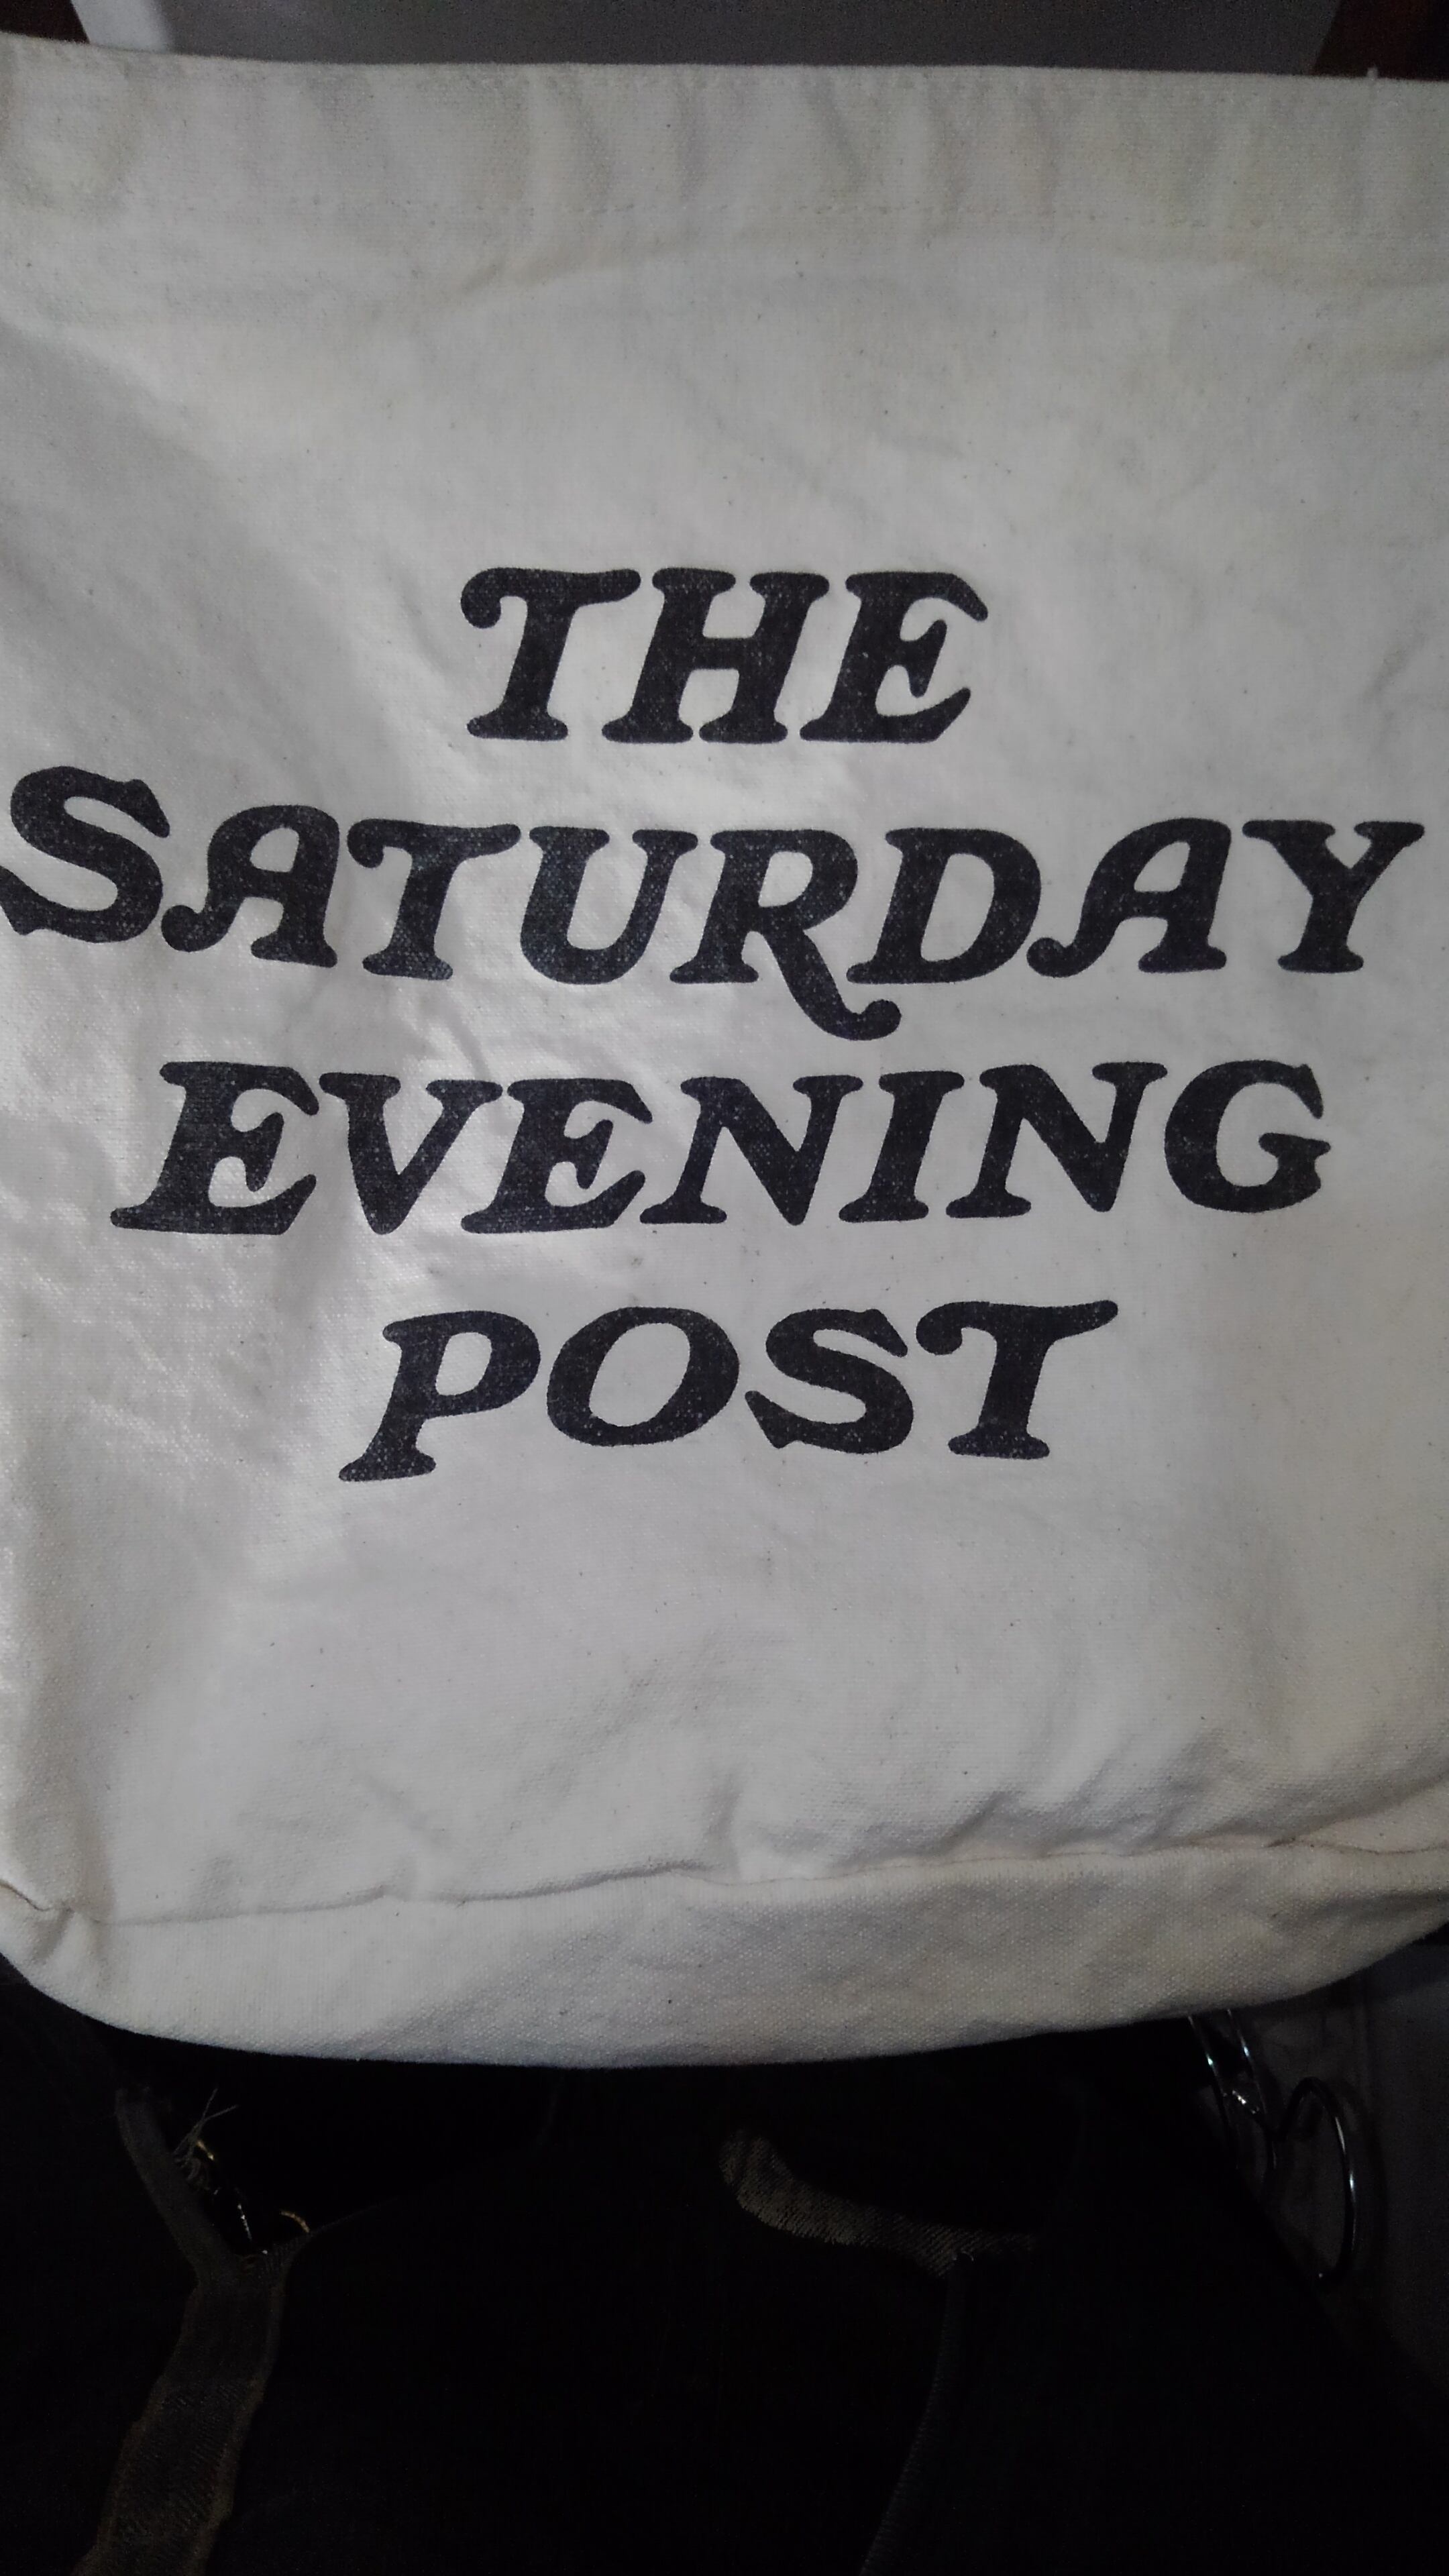 THE
SATURDAY
EVENING
POST